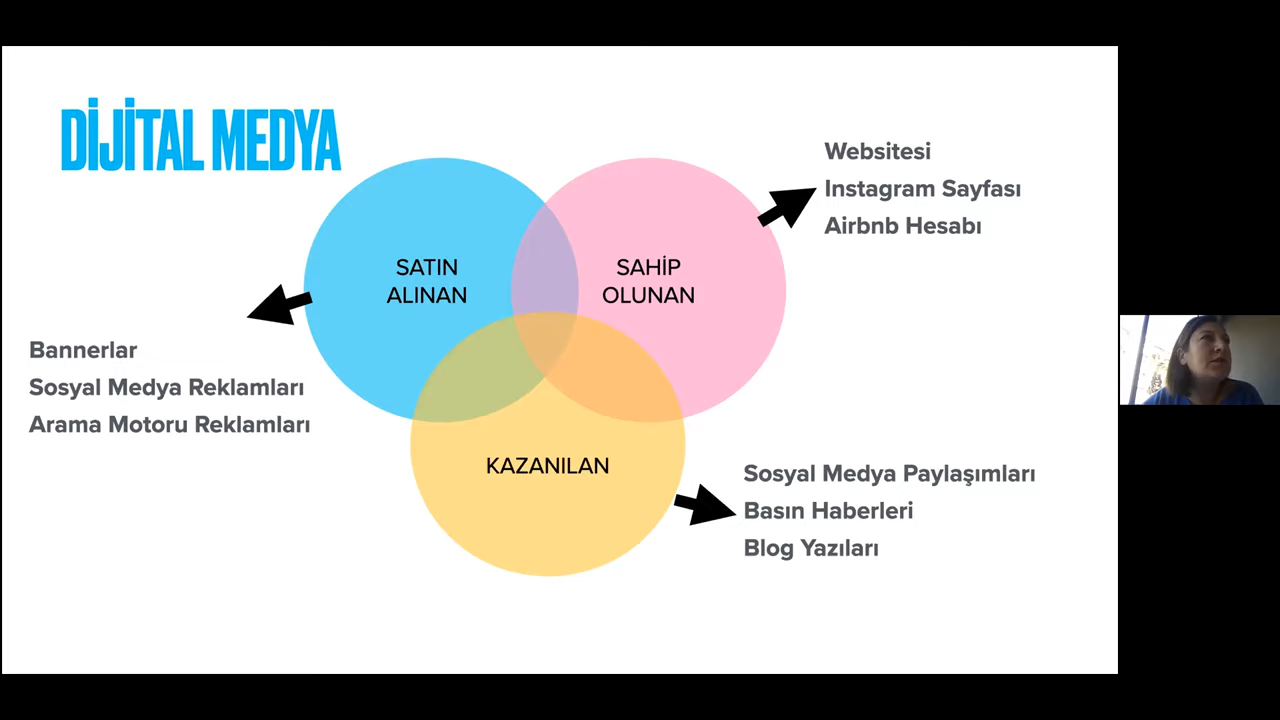 DİJİTAL MEDYA
SATIN
ALINAN
SAHİP
OLUNAN
KAZANILAN
Websitesi
Instagram Sayfası
Airbnb Hesabı
Bannerlar
Sosyal Medya Reklamları
Arama Motoru Reklamları
Sosyal Medya Paylaşımları
Basın Haberleri
Blog Yazıları